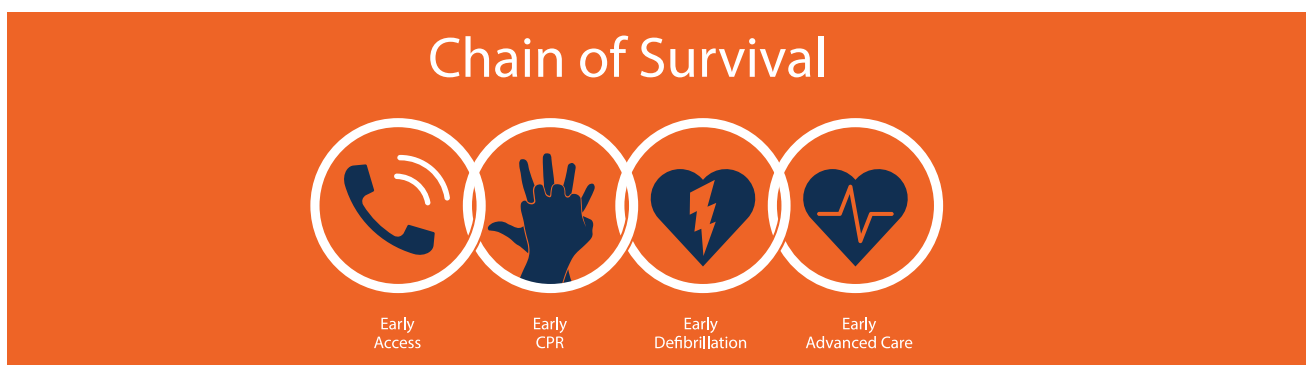 Chain of Survival
Early
Access
Early
CPR
Early
Defibrillation
Early
Advanced Care